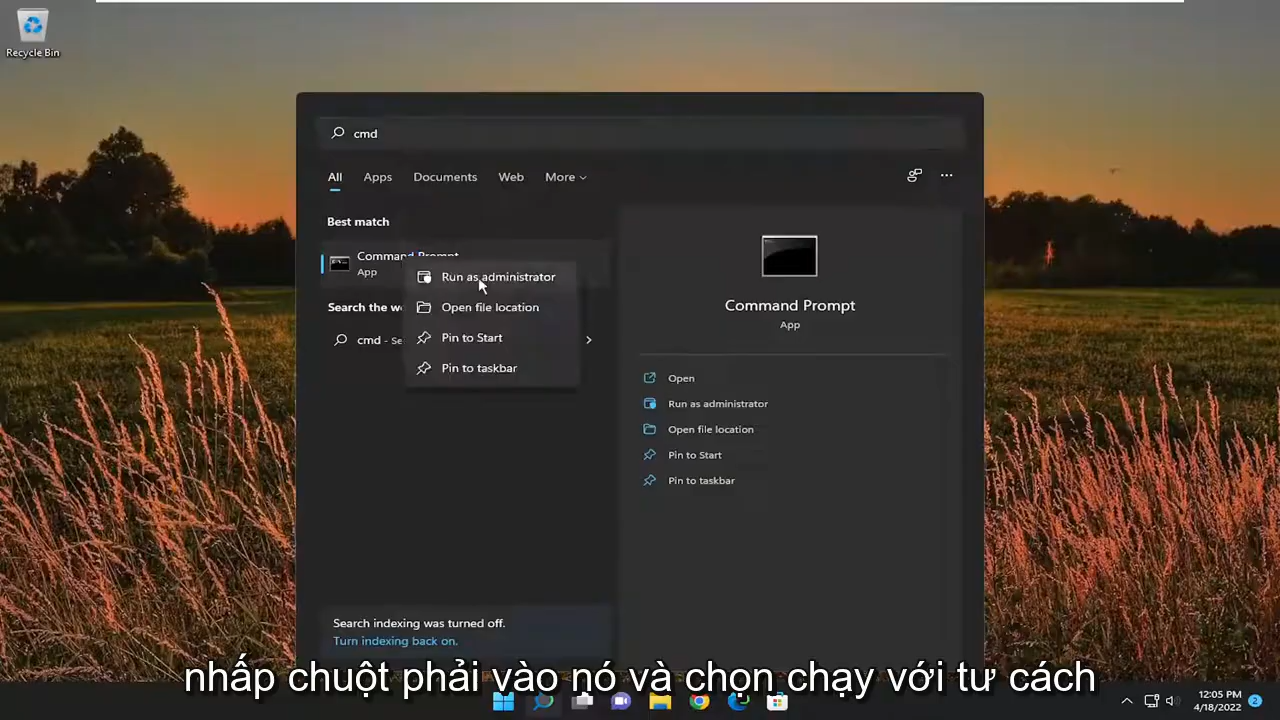 Recycle Bin
cmd
All Apps Documents Web More
Best match
Command Prompt
App
Run as administrator
Search the we
Open file location
cmd - Se
Pin to Start
Pin to taskbar
Command Prompt
App
Open
Run as administrator
Open file location
Pin to Start
Pin to taskbar
Search indexing was turned off.
Turn indexing back on.
nhấp chuột phải vào nó và chọn chạy với tư cách
12:05 PM
4/18/2022
2